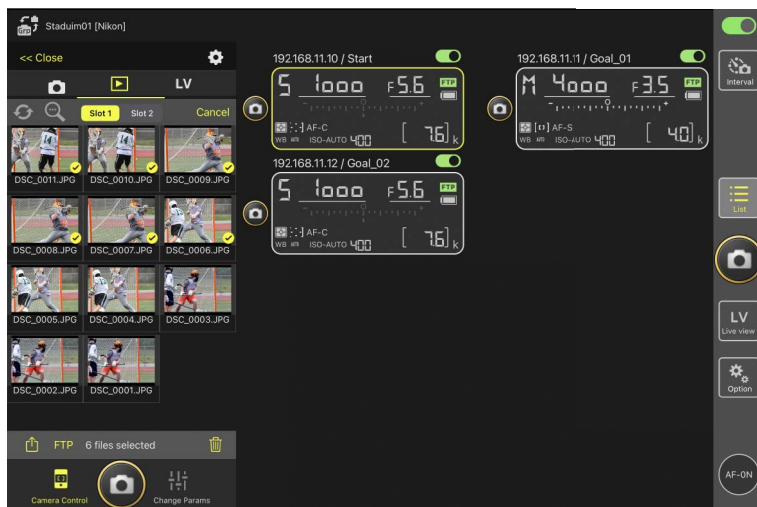 Grp Staduim01 [Nikon]
<< Close
LV
Slot 1 Slot 2 Cancel
DSC_0011.JPG DSC_0010.JPG DSC_0009.JPG
DSC_0008.JPG DSC_0007.JPG DSC_0006.JPG
DSC_0005.JPG DSC_0004.JPG DSC_0003.JPG
DSC_0002.JPG DSC_0001.JPG
FTP 6 files selected
Camera Control Change Params
192.168.11.10 / Start
S 1000 F5.6 FTP
AF-C
WB ISO-AUTO 400 [ 7.6] k
192.168.11.11 / Goal_01
M 4000 F3.5 FTP
AF-S
WB ISO-AUTO 400 [ 4.0] k
192.168.11.12 / Goal_02
S 1000 F5.6 FTP
AF-C
WB ISO-AUTO 400 [ 7.6] k
Interval
List
LV
Live view
Option
AF-ON